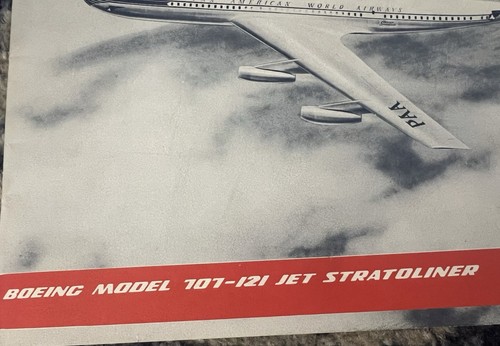 AMERICAN WORLD AIRWAYS
PAA
BOEING MODEL 707-121 JET STRATOLINER